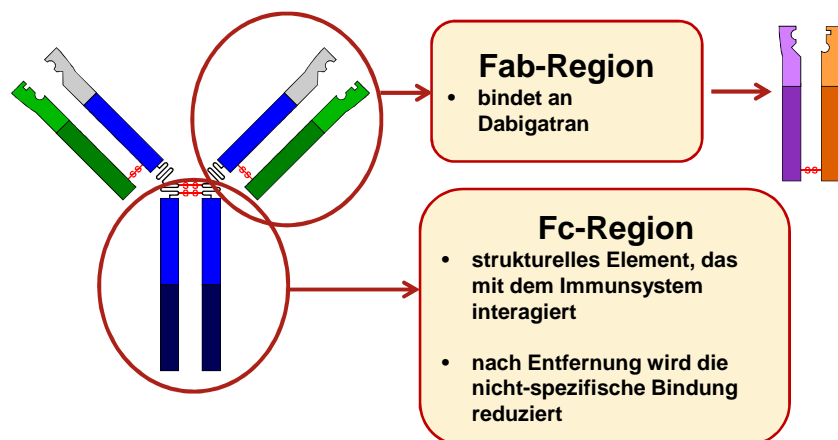 Fab-Region
• bindet an
Dabigatran
Fc-Region
• strukturelles Element, das
mit dem Immunsystem
interagiert
• nach Entfernung wird die
nicht-spezifische Bindung
reduziert